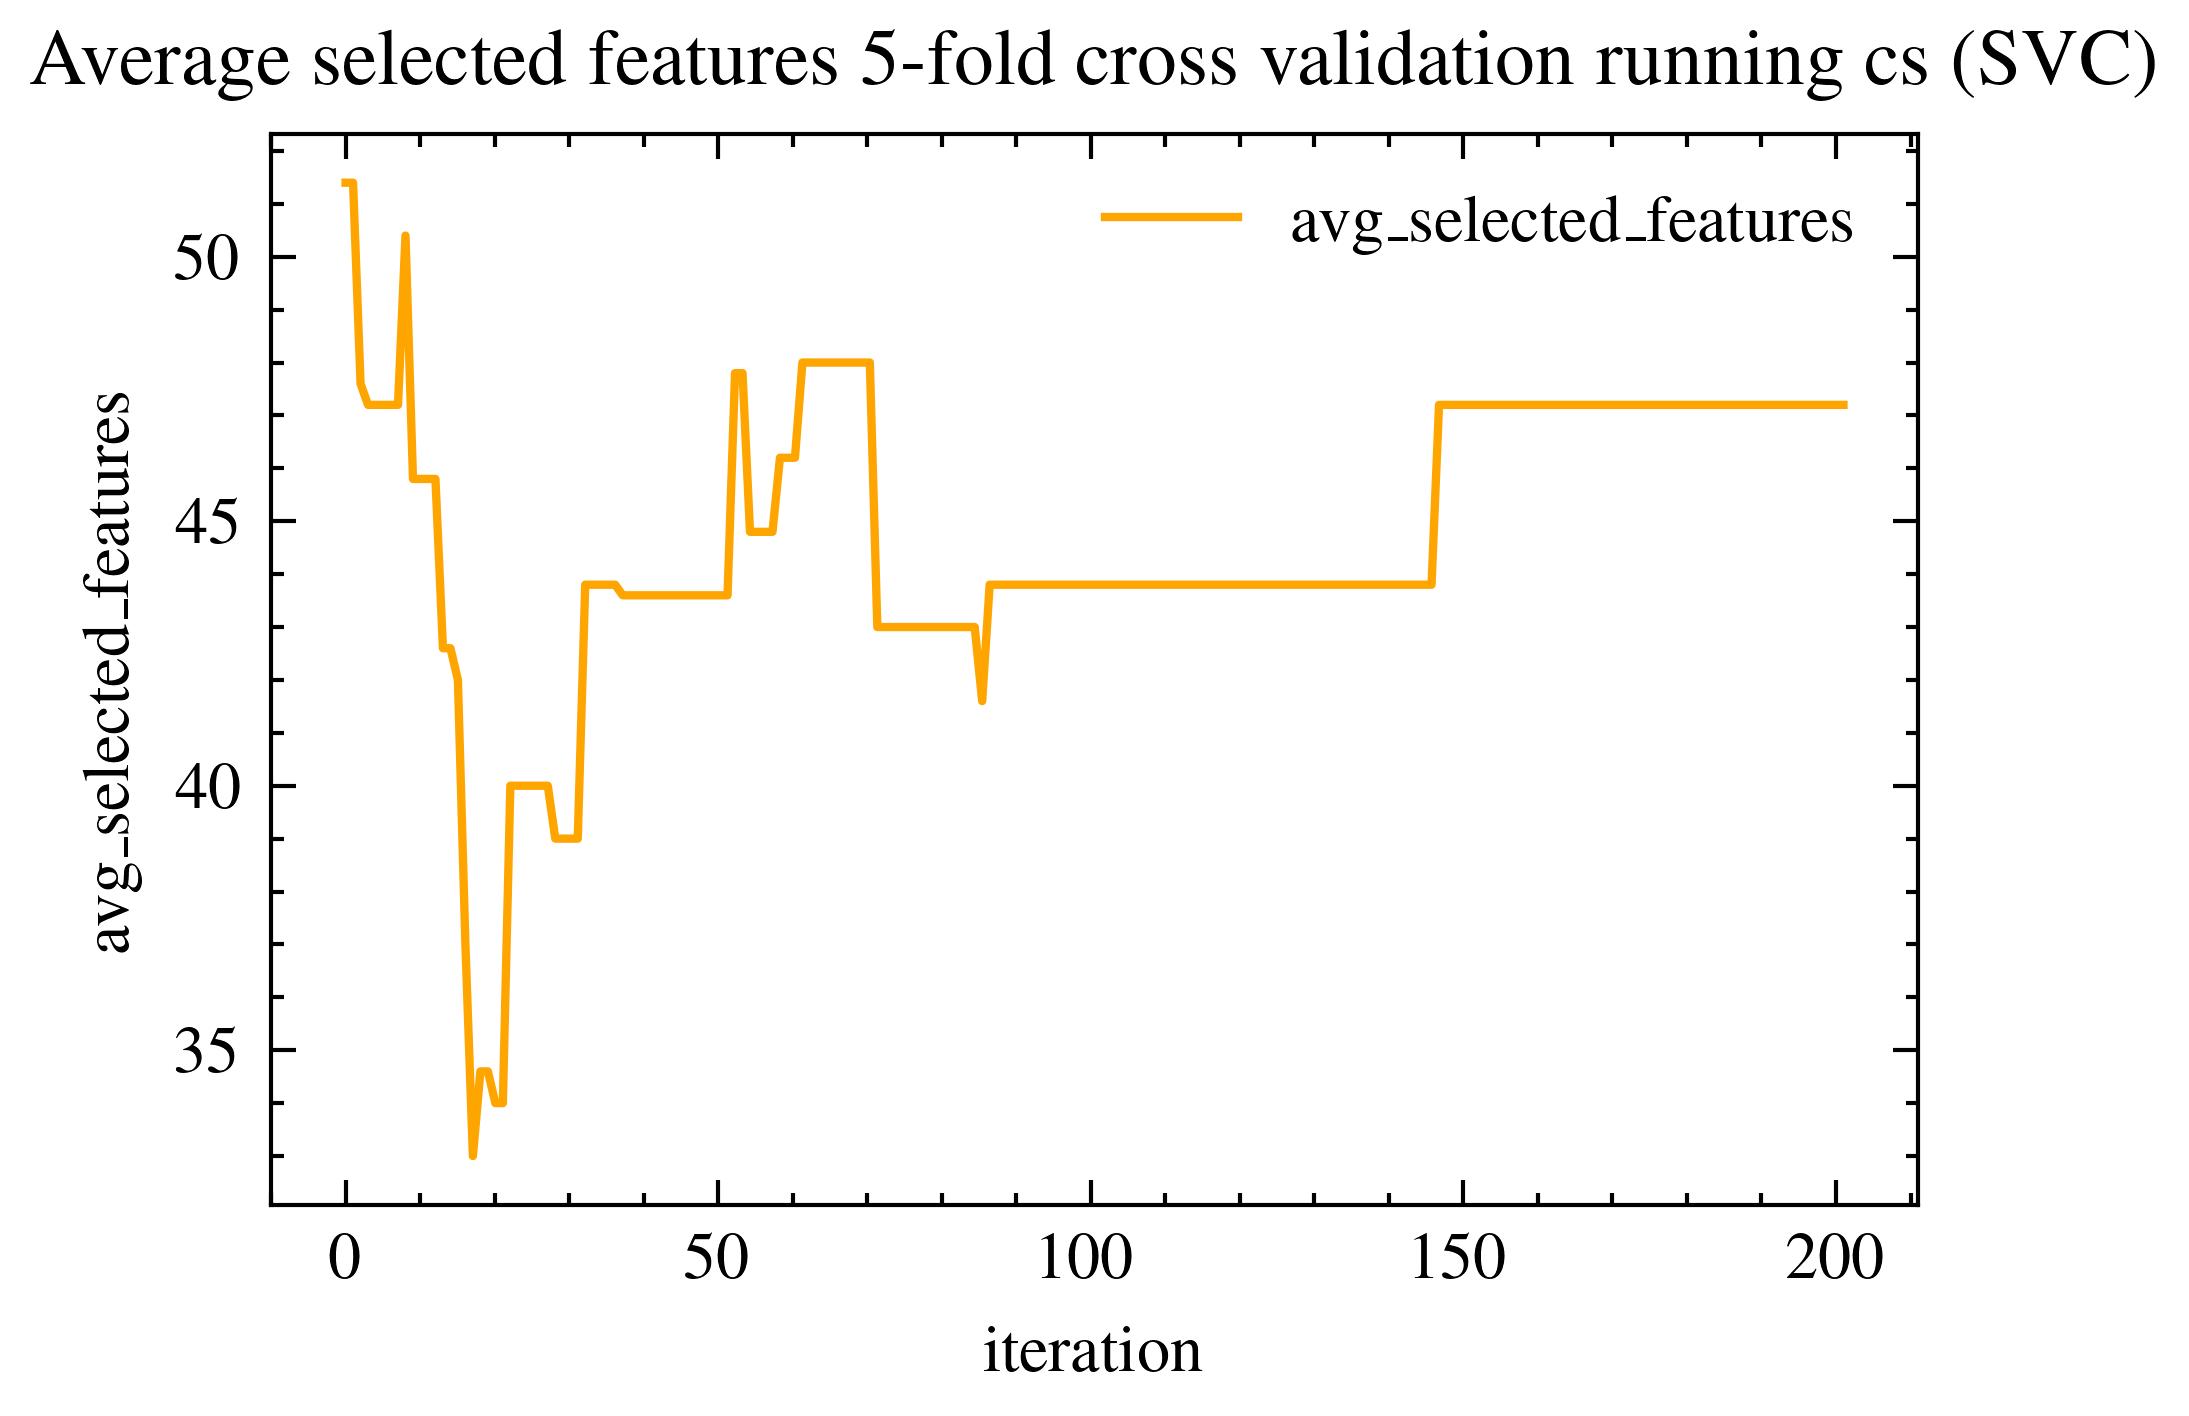 Average selected features 5-fold cross validation running cs (SVC)
avg_selected_features
50
45
40
35
avg_selected_features
0 50 100 150 200
iteration